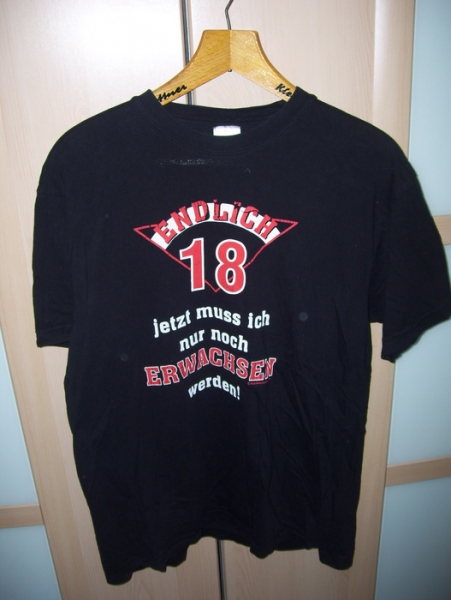 ENDLiCH
18
jetzt muss ich
nur noch
ERWACHSEN
werden!